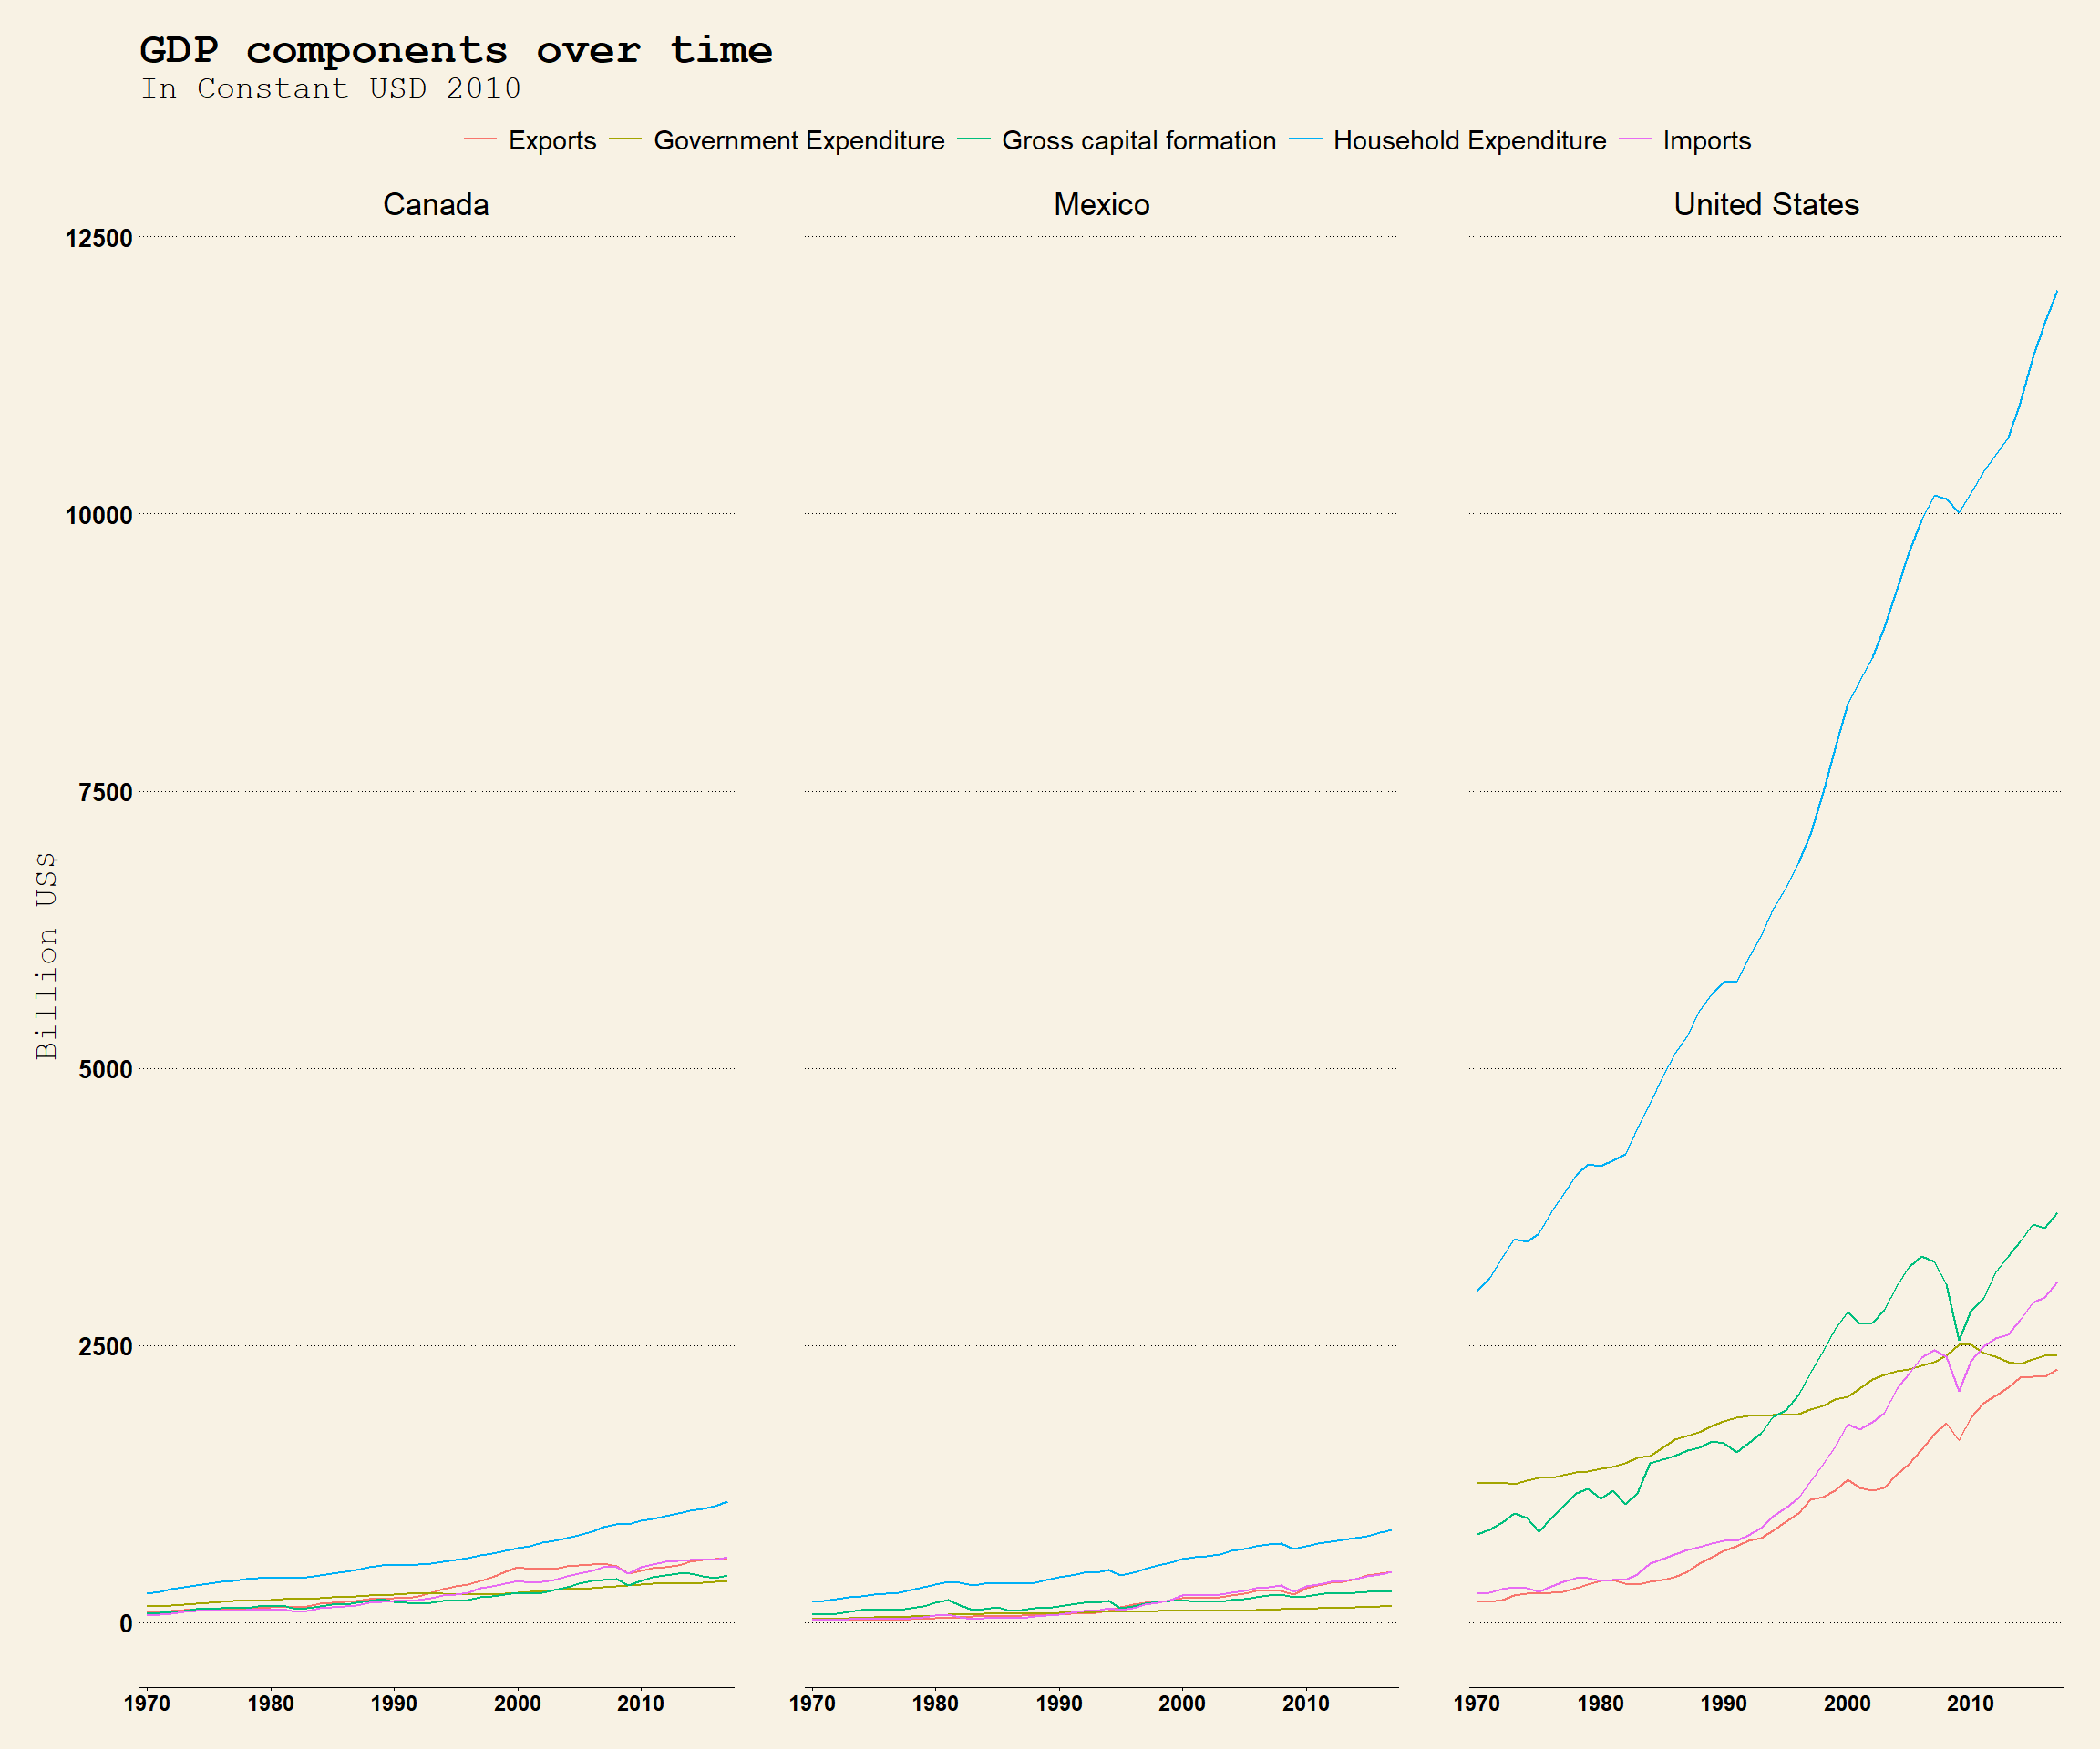 GDP components over time
In Constant USD 2010
Exports Government Expenditure Gross capital formation Household Expenditure Imports
Canada Mexico United States
12500
10000
7500
5000
2500
0
Billion US$
1970 1980 1990 2000 2010 1970 1980 1990 2000 2010 1970 1980 1990 2000 2010